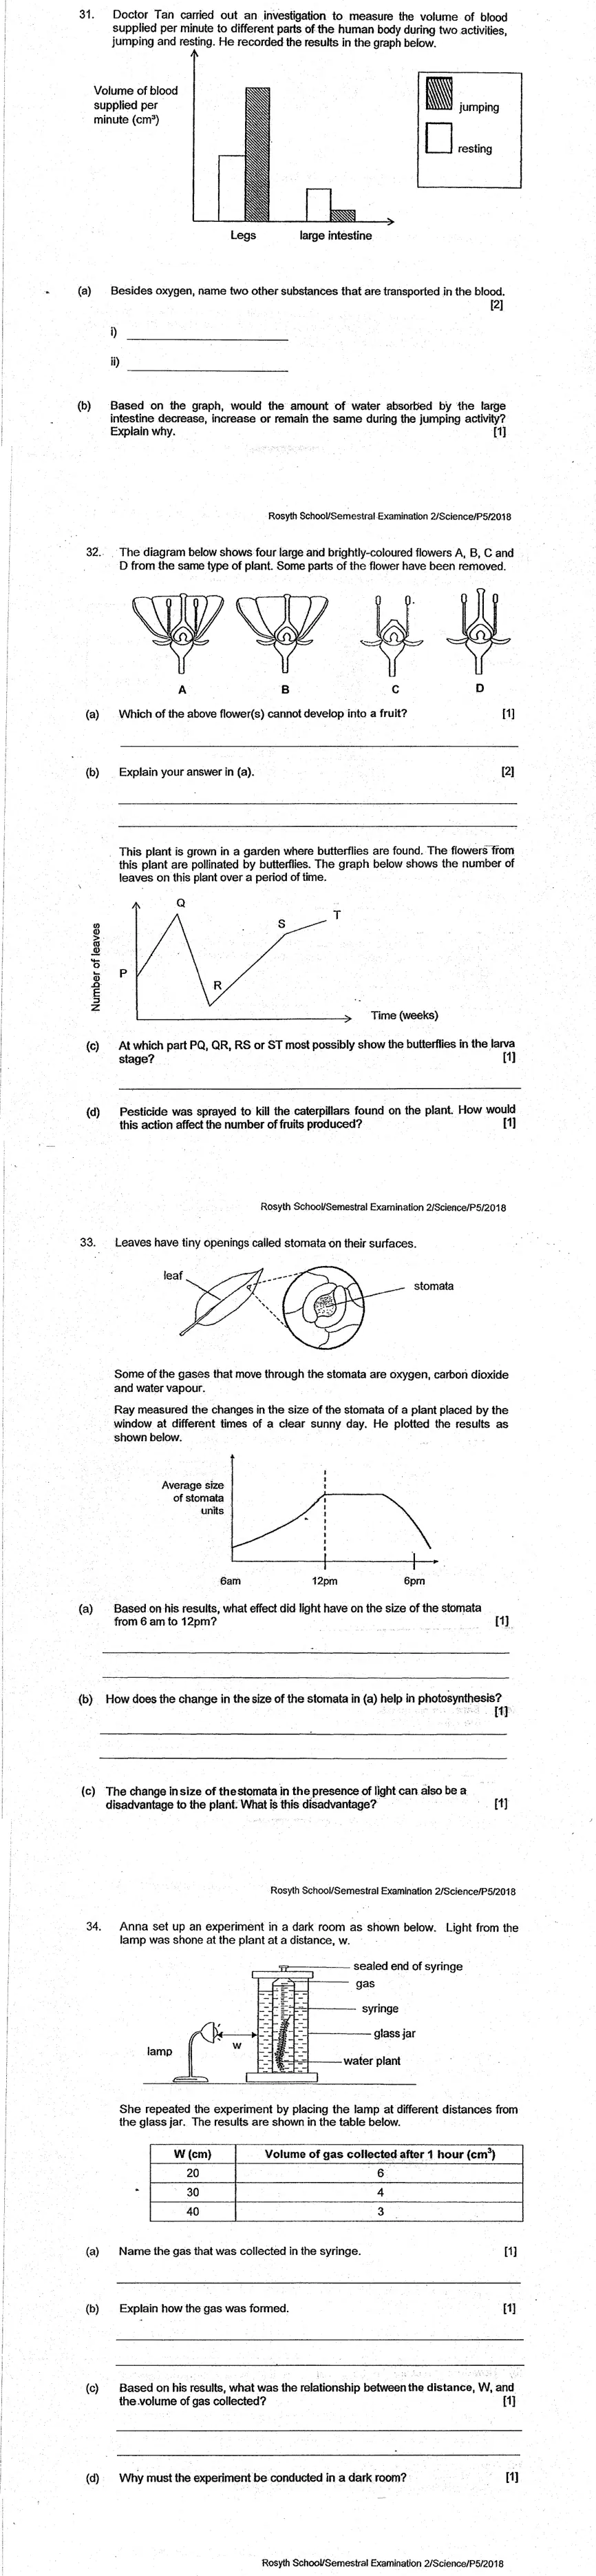 31. Doctor Tan carried out an investigation to measure the volume of blood
supplied per minute to different parts of the human body during two activities,
jumping and resting. He recorded the results in the graph below.
Volume of blood
supplied per
minute (cm³)
jumping
resting
Legs large intestine
(a) Besides oxygen, name two other substances that are transported in the blood.
[2]
i)
ii)
(b) Based on the graph, would the amount of water absorbed by the large
intestine decrease, increase or remain the same during the jumping activity?
Explain why. [1]
Rosyth School/Semestral Examination 2/Science/P5/2018
32. The diagram below shows four large and brightly-coloured flowers A, B, C and
D from the same type of plant. Some parts of the flower have been removed.
A B C D
(a) Which of the above flower(s) cannot develop into a fruit? [1]
(b) Explain your answer in (a). [2]
This plant is grown in a garden where butterflies are found. The flowers from
this plant are pollinated by butterflies. The graph below shows the number of
leaves on this plant over a period of time.
Number of leaves
P
Q
R
S
T
Time (weeks)
(c) At which part PQ, QR, RS or ST most possibly show the butterflies in the larva
stage? [1]
(d) Pesticide was sprayed to kill the caterpillars found on the plant. How would
this action affect the number of fruits produced? [1]
Rosyth School/Semestral Examination 2/Science/P5/2018
33. Leaves have tiny openings called stomata on their surfaces.
leaf
stomata
Some of the gases that move through the stomata are oxygen, carbon dioxide
and water vapour.
Ray measured the changes in the size of the stomata of a plant placed by the
window at different times of a clear sunny day. He plotted the results as
shown below.
Average size
of stomata
units
6am 12pm 6pm
(a) Based on his results, what effect did light have on the size of the stomata
from 6 am to 12pm? [1]
(b) How does the change in the size of the stomata in (a) help in photosynthesis?
[1]
(c) The change in size of the stomata in the presence of light can also be a
disadvantage to the plant. What is this disadvantage? [1]
Rosyth School/Semestral Examination 2/Science/P5/2018
34. Anna set up an experiment in a dark room as shown below. Light from the
lamp was shone at the plant at a distance, w.
sealed end of syringe
gas
syringe
glass jar
water plant
lamp
w
She repeated the experiment by placing the lamp at different distances from
the glass jar. The results are shown in the table below.
W (cm) Volume of gas collected after 1 hour (cm³)
20 6
30 4
40 3
(a) Name the gas that was collected in the syringe. [1]
(b) Explain how the gas was formed. [1]
(c) Based on his results, what was the relationship between the distance, W, and
the volume of gas collected? [1]
(d) Why must the experiment be conducted in a dark room? [1]
Rosyth School/Semestral Examination 2/Science/P5/2018